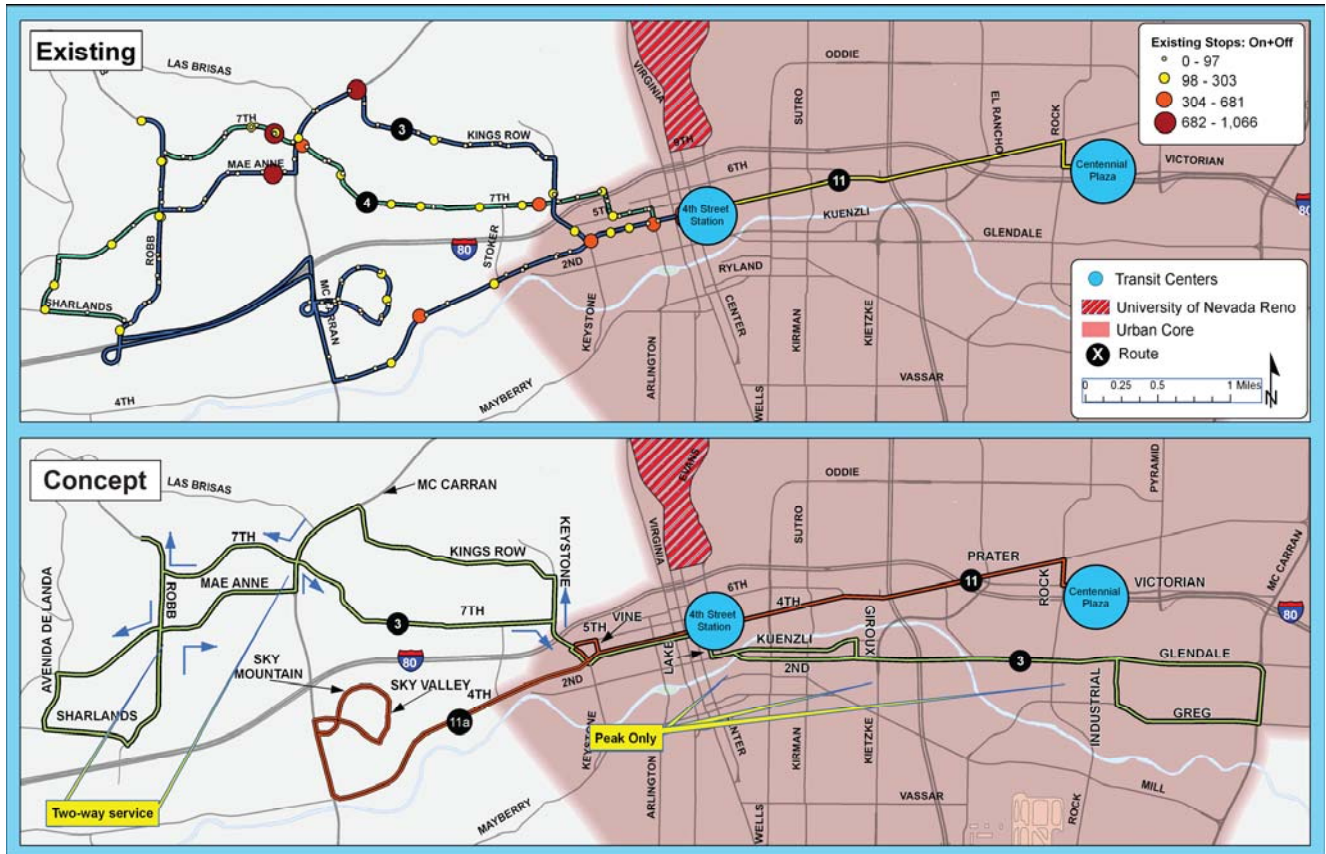 Existing
LAS BRISAS
7TH
MAE ANNE
ROBB
SHARLANDS
MC CARRAN
4TH
3
KINGS ROW
4
7TH
STOKER
80
2ND
5TH
6TH
9TH
VIRGINIA
KEYSTONE
MAYBERRY
ARLINGTON
CENTER
WELLS
RYLAND
KIRMAN
KIETZKE
VASSAR
4th Street
Station
11
KUENZLI
GLENDALE
SUTRO
ODDIE
EL RANCHO
ROCK
Centennial
Plaza
VICTORIAN
80
Existing Stops: On+Off
0 - 97
98 - 303
304 - 681
682 - 1,066
Transit Centers
University of Nevada Reno
Urban Core
X Route
0 0.25 0.5 1 Miles
N
Concept
LAS BRISAS
MC CARRAN
7TH
MAE ANNE
ROBB
AVENIDA DE LANDA
SHARLANDS
KINGS ROW
KEYSTONE
7TH
3
80
SKY
MOUNTAIN
SKY VALLEY
4TH
11a
5TH
VINE
2ND
6TH
VIRGINIA
EVANS
LAKE
4th Street
Station
4TH
KUENZLI
2ND
GIROUX
SUTRO
ODDIE
PRATER
11
ROCK
Centennial
Plaza
VICTORIAN
80
PYRAMID
MC CARRAN
3
GLENDALE
INDUSTRIAL
GREG
MILL
ROCK
VASSAR
KIETZKE
KIRMAN
WELLS
ARLINGTON
KEYSTONE
MAYBERRY
Peak Only
Two-way service